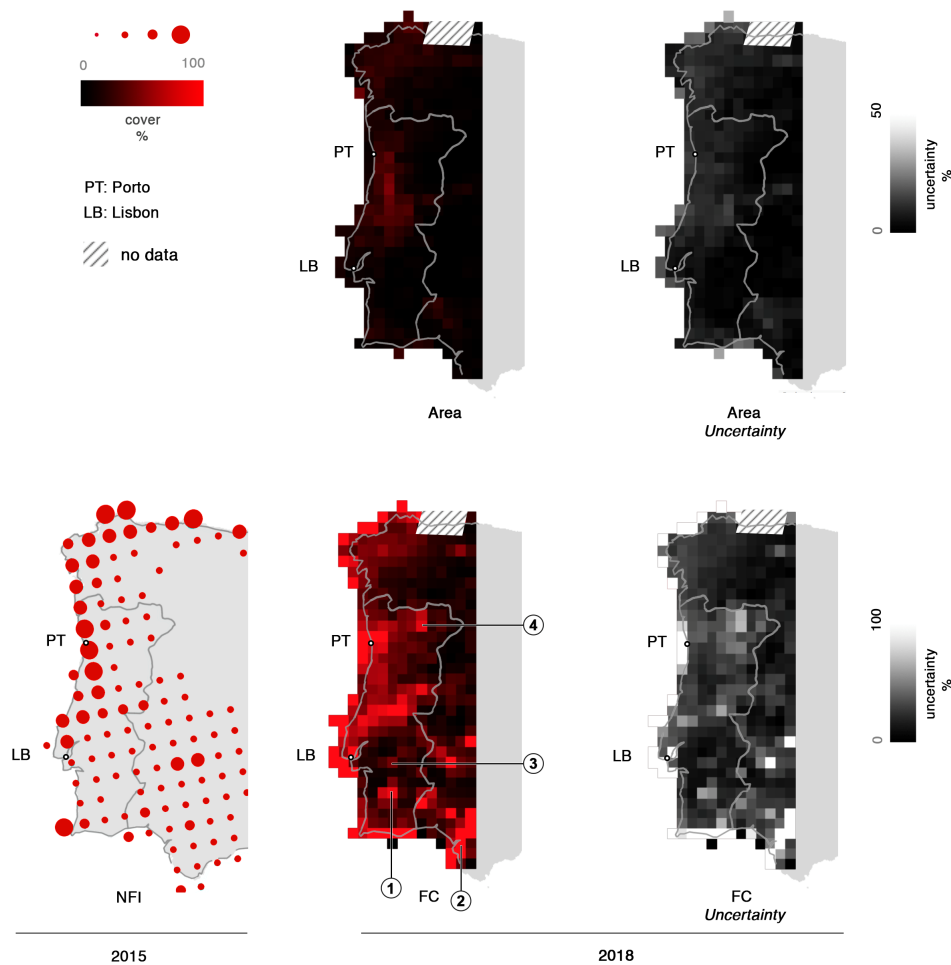 0 100
cover
%
PT: Porto
LB: Lisbon
no data
PT
LB
Area
PT
LB
Area
Uncertainty
50
0
uncertainty
%
PT
LB
NFI
2015
PT
LB
4
3
1
2
FC
PT
LB
FC
Uncertainty
100
0
uncertainty
%
2018